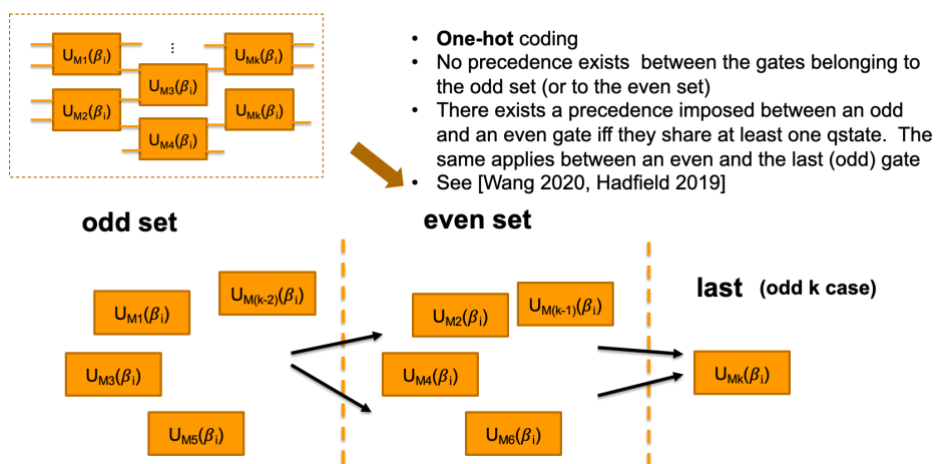 U_M1(β_i)
⋮
U_Mk(β_i)
U_M3(β_i)
U_M2(β_i)
U_Mk(β_i)
U_M4(β_i)
• One-hot coding
• No precedence exists between the gates belonging to
the odd set (or to the even set)
• There exists a precedence imposed between an odd
and an even gate iff they share at least one qstate. The
same applies between an even and the last (odd) gate
• See [Wang 2020, Hadfield 2019]
odd set
even set
last (odd k case)
U_M1(β_i)
U_M(k-2)(β_i)
U_M3(β_i)
U_M5(β_i)
U_M2(β_i)
U_M(k-1)(β_i)
U_M4(β_i)
U_M6(β_i)
U_Mk(β_i)